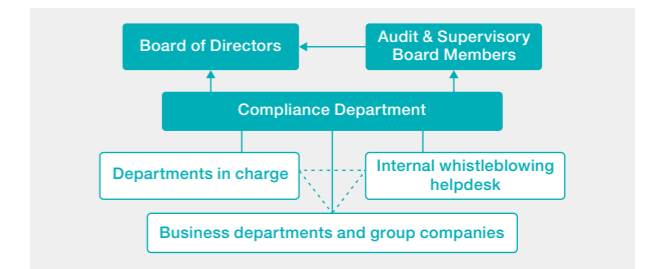 Board of Directors
Audit & Supervisory
Board Members
Compliance Department
Departments in charge
Internal whistleblowing
helpdesk
Business departments and group companies